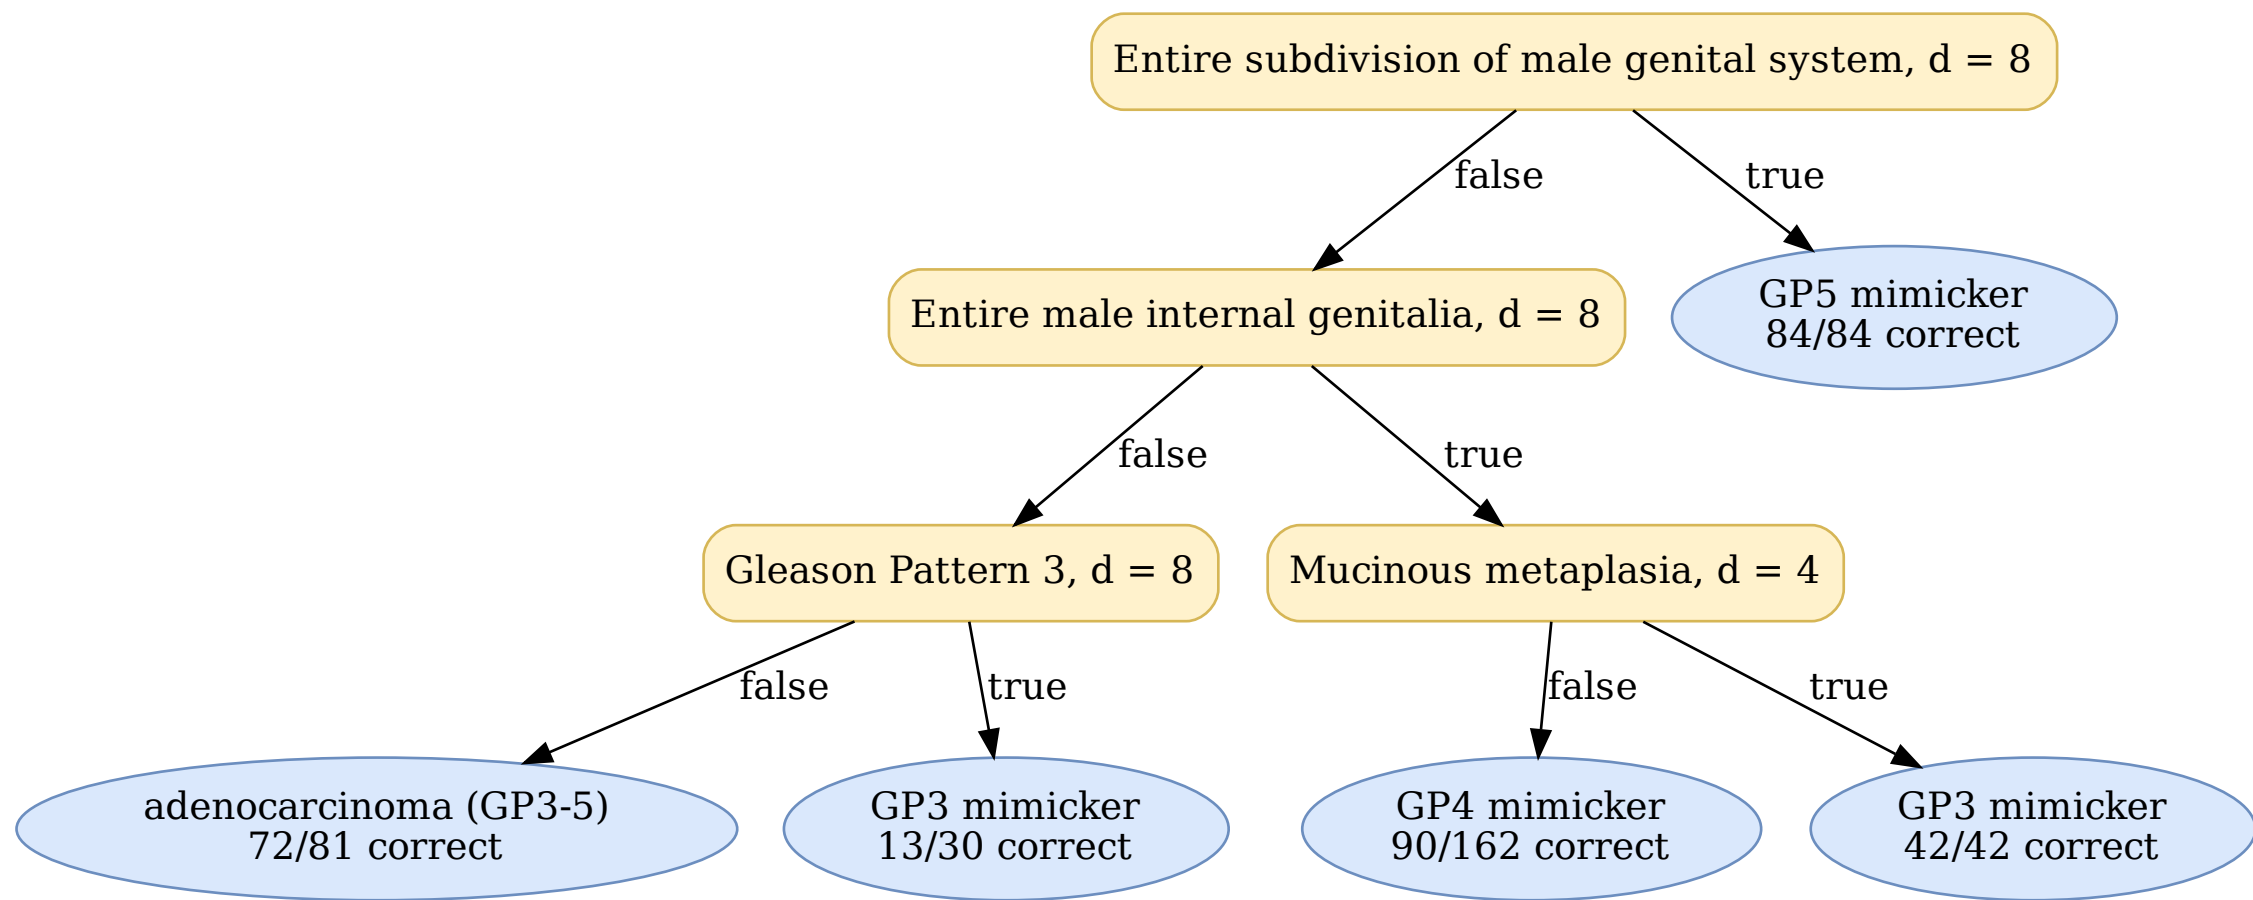 Entire subdivision of male genital system, d = 8
false
true
Entire male internal genitalia, d = 8
GP5 mimicker
84/84 correct
false
true
Gleason Pattern 3, d = 8
Mucinous metaplasia, d = 4
false
true
false
true
adenocarcinoma (GP3-5)
72/81 correct
GP3 mimicker
13/30 correct
GP4 mimicker
90/162 correct
GP3 mimicker
42/42 correct